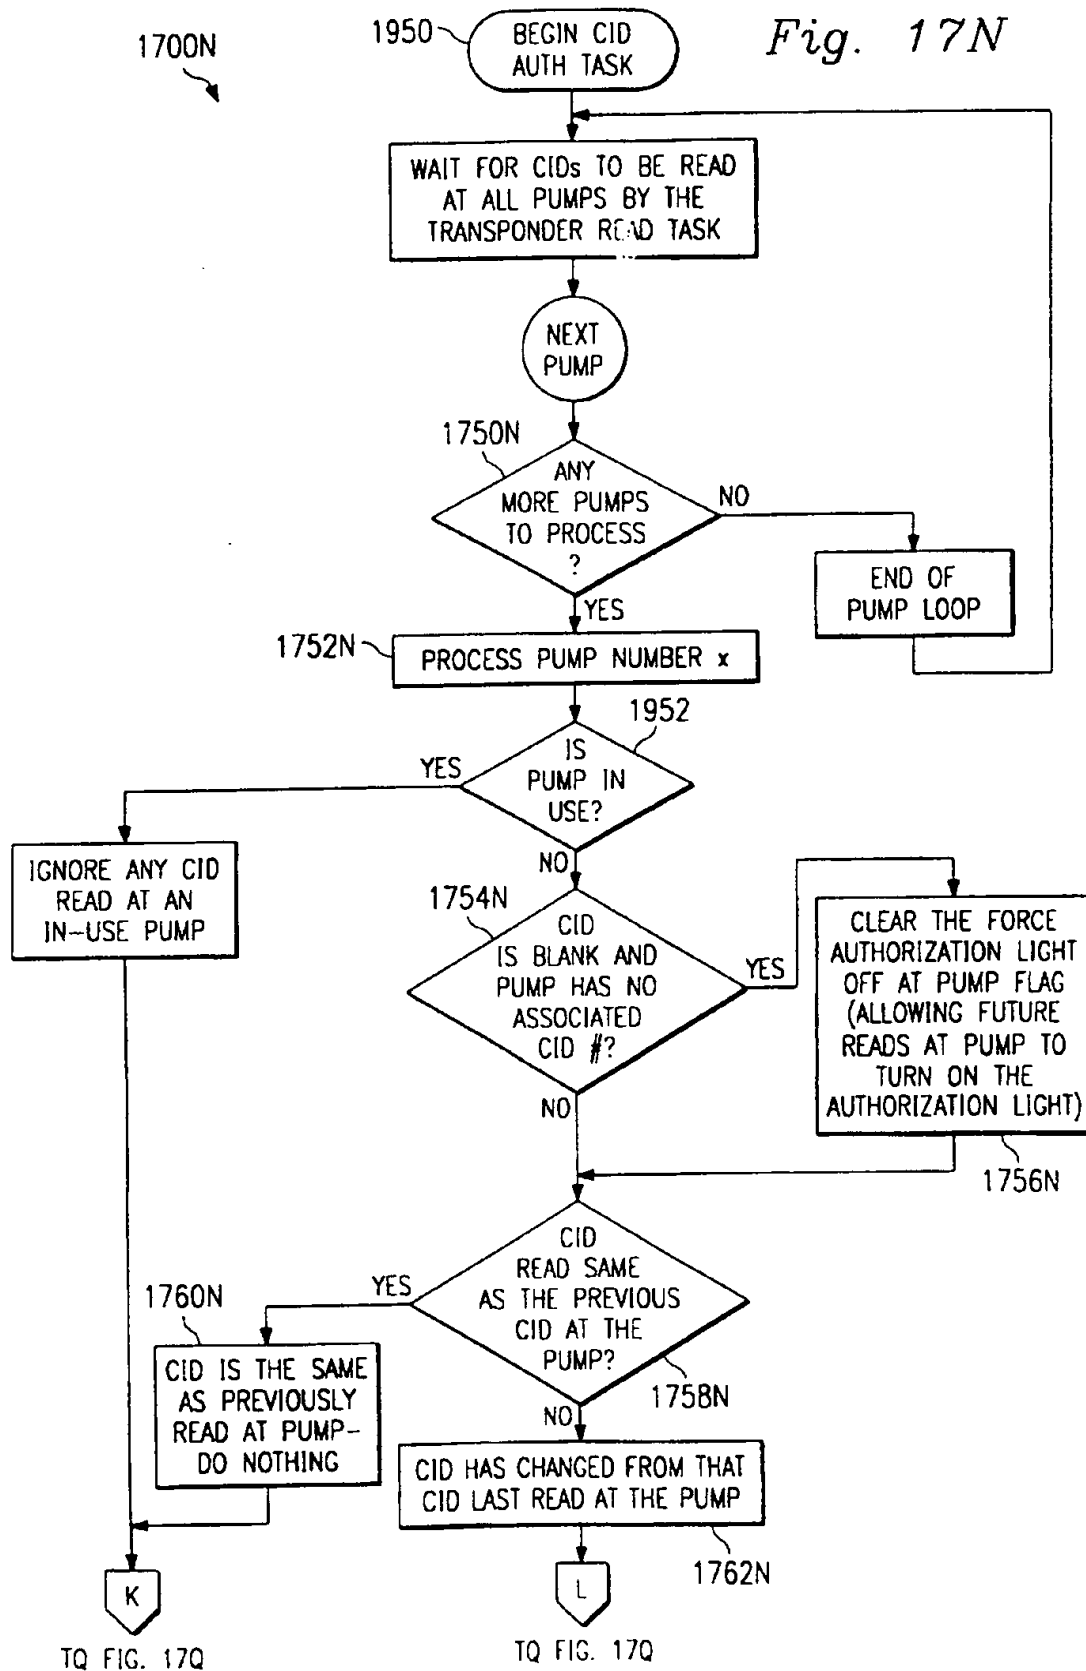 1700N
1950
BEGIN CID
AUTH TASK
Fig. 17N
WAIT FOR CIDs TO BE READ
AT ALL PUMPS BY THE
TRANSPONDER READ TASK
NEXT
PUMP
1750N
ANY
MORE PUMPS
TO PROCESS
?
NO
YES
END OF
PUMP LOOP
1752N
PROCESS PUMP NUMBER x
1952
IS
PUMP IN
USE?
YES
NO
IGNORE ANY CID
READ AT AN
IN-USE PUMP
1754N
CID
IS BLANK AND
PUMP HAS NO
ASSOCIATED
CID #?
YES
NO
CLEAR THE FORCE
AUTHORIZATION LIGHT
OFF AT PUMP FLAG
(ALLOWING FUTURE
READS AT PUMP TO
TURN ON THE
AUTHORIZATION LIGHT)
1756N
CID
READ SAME
AS THE PREVIOUS
CID AT THE
PUMP?
YES
1758N
NO
1760N
CID IS THE SAME
AS PREVIOUSLY
READ AT PUMP-
DO NOTHING
CID HAS CHANGED FROM THAT
CID LAST READ AT THE PUMP
1762N
K
TQ FIG. 17Q
L
TQ FIG. 17Q